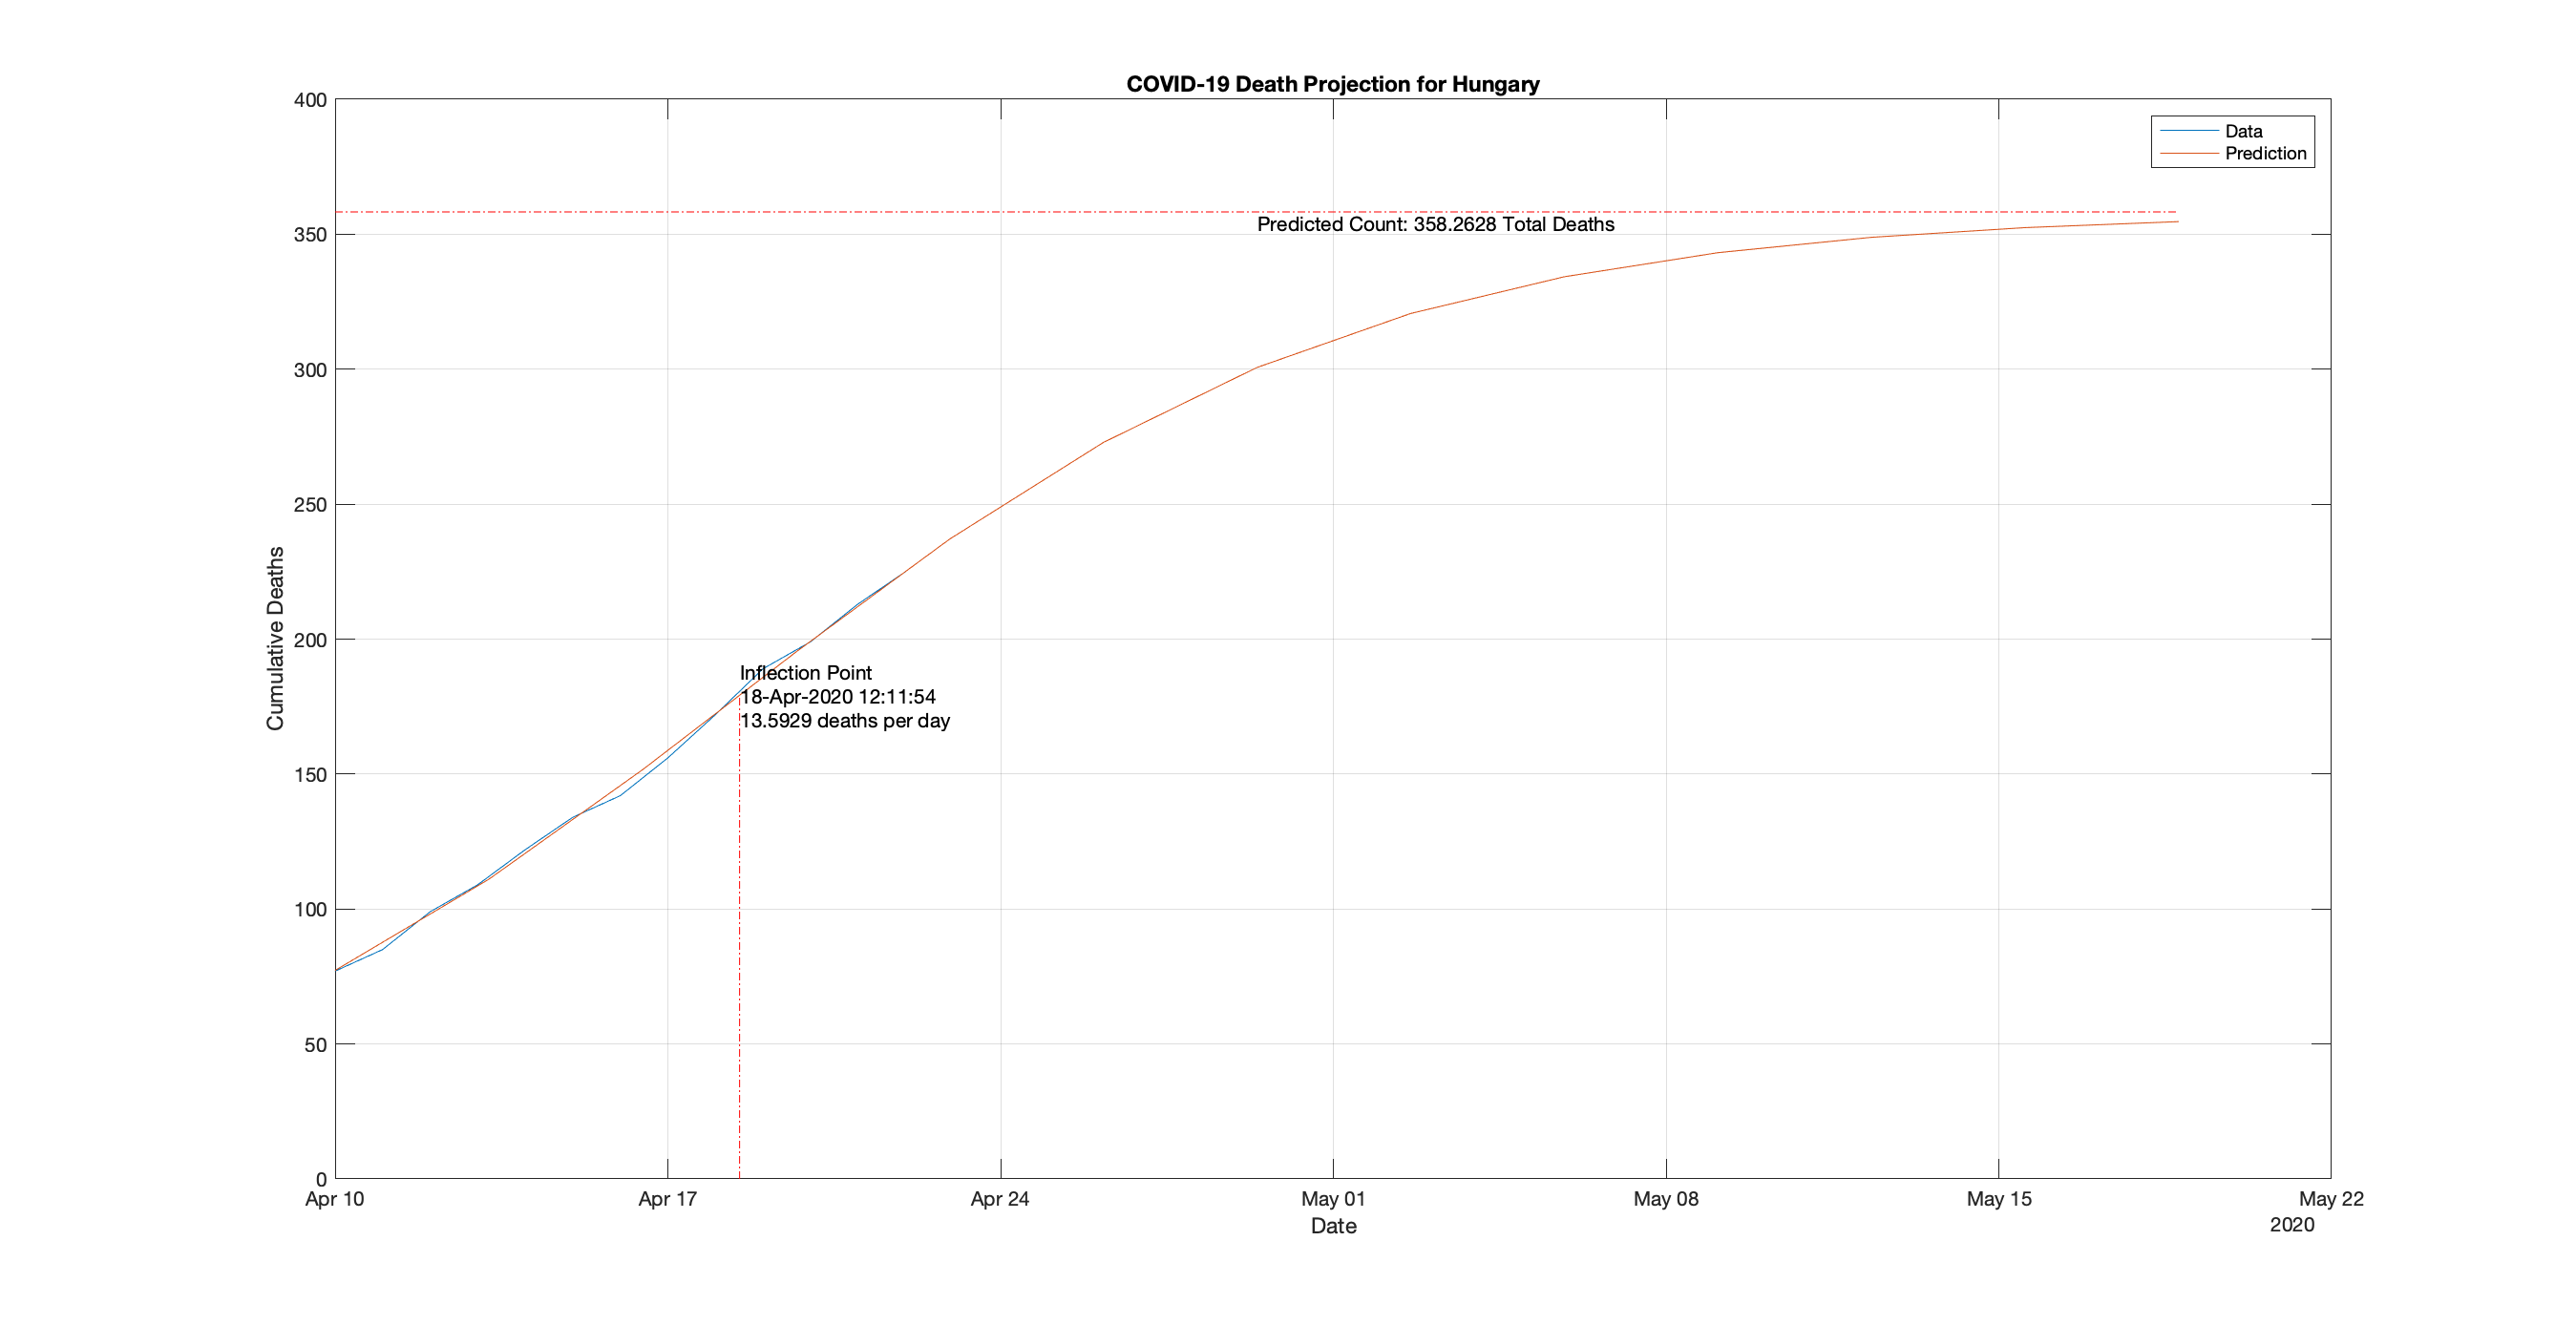 COVID-19 Death Projection for Hungary
Data
Prediction
Predicted Count: 358.2628 Total Deaths
Inflection Point
18-Apr-2020 12:11:54
13.5929 deaths per day
Cumulative Deaths
400
350
300
250
200
150
100
50
0
Apr 10
Apr 17
Apr 24
May 01
May 08
May 15
May 22
2020
Date